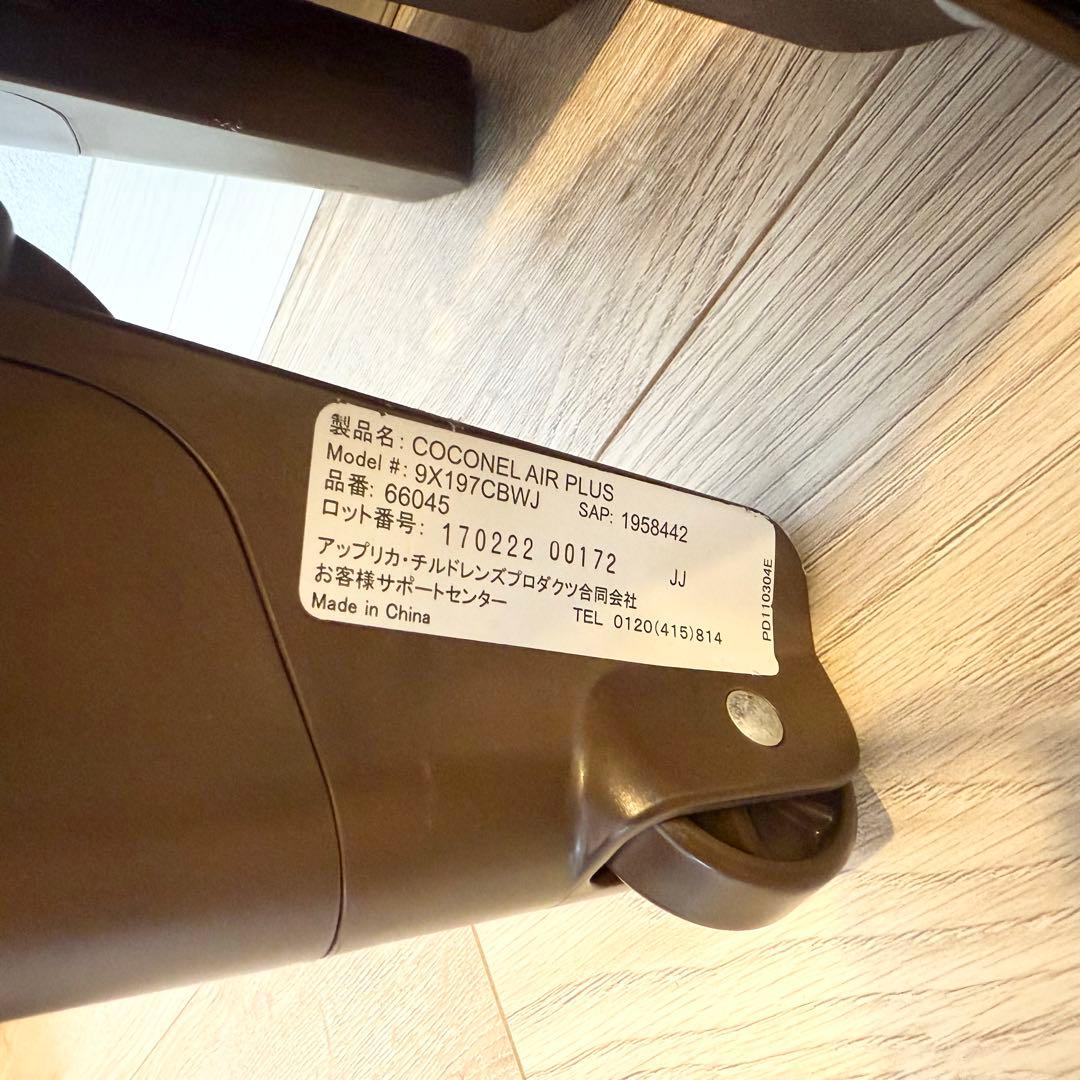 製品名: COCONEL AIR PLUS
Model #: 9X197CBWJ SAP: 1958442
品番: 66045
ロット番号: 170222 00172 JJ
アップリカ・チルドレンズプロダクツ合同会社
お客様サポートセンター TEL 0120(415)814
Made in China
PD110304E